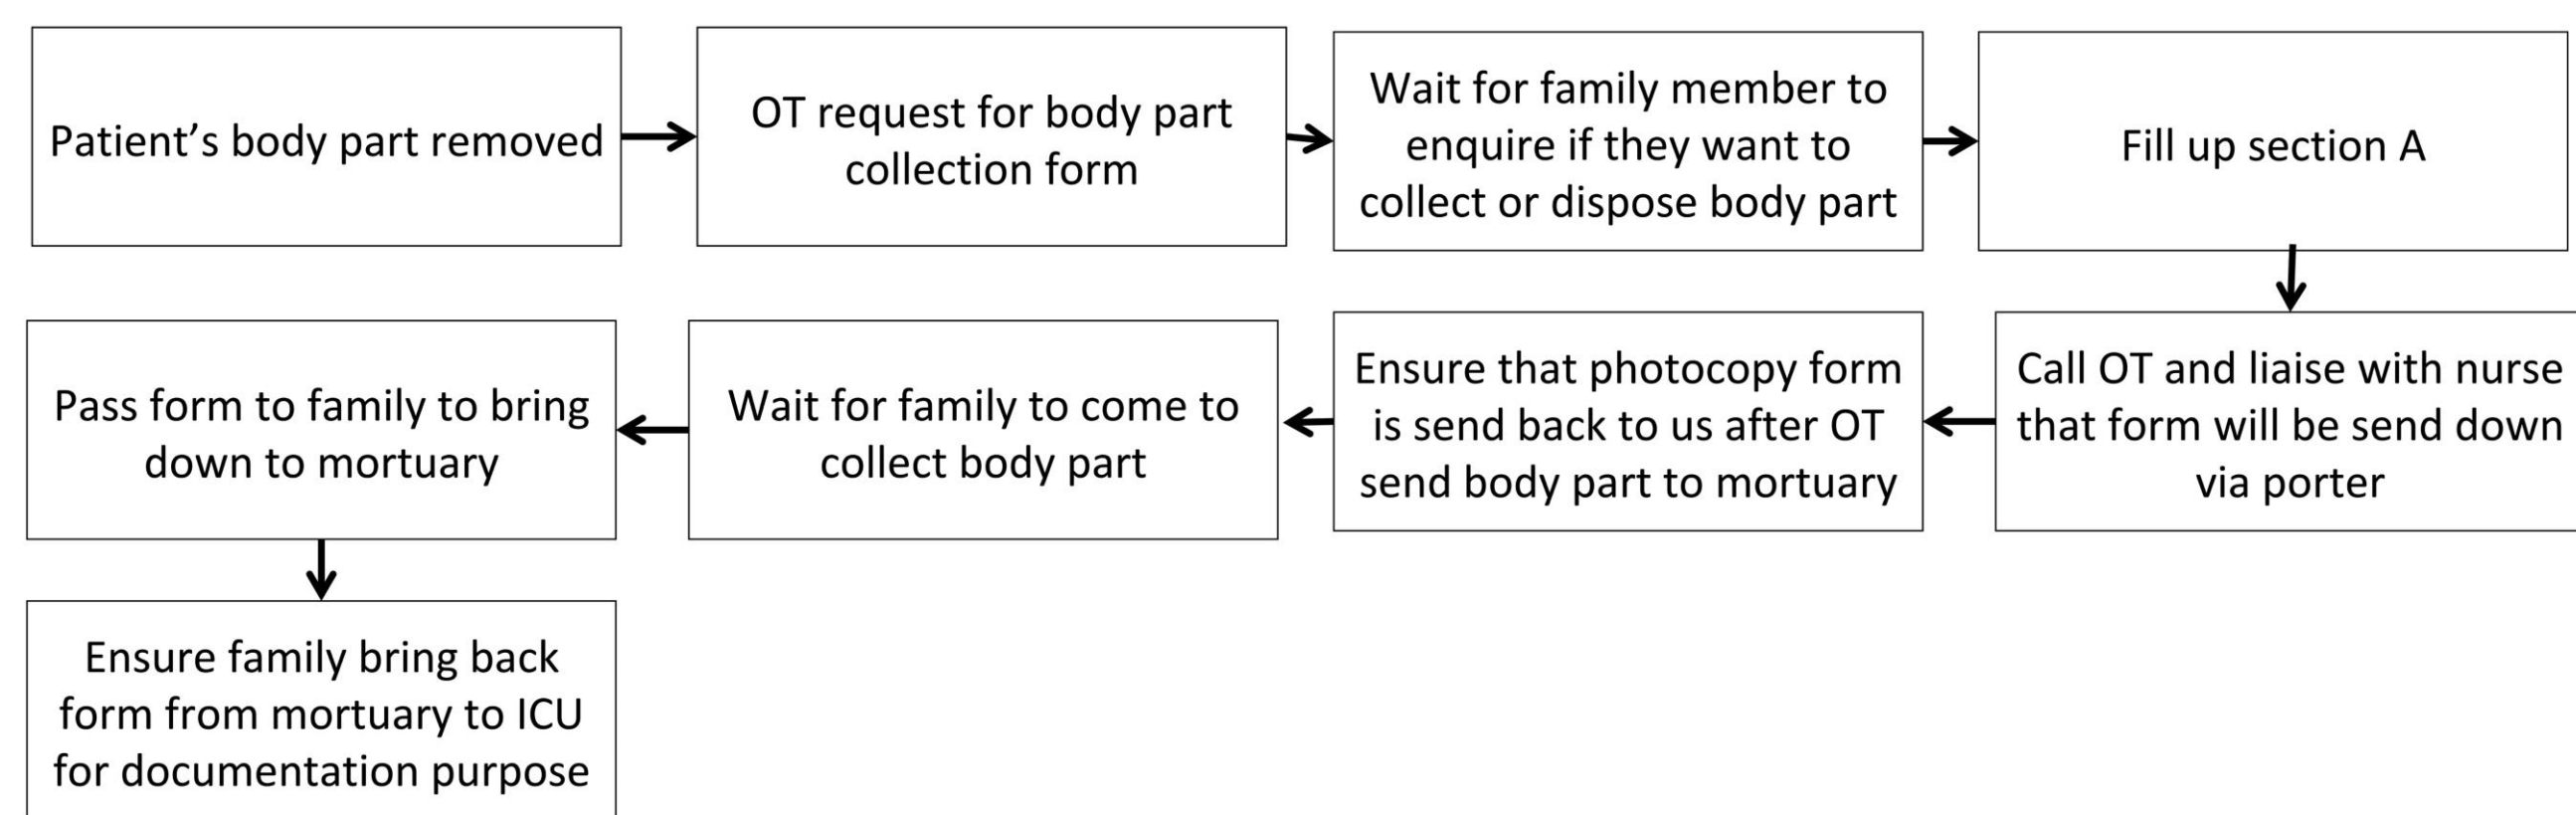 Patient’s body part removed
OT request for body part
collection form
Wait for family member to
enquire if they want to
collect or dispose body part
Fill up section A
Call OT and liaise with nurse
that form will be send down
via porter
Ensure that photocopy form
is send back to us after OT
send body part to mortuary
Wait for family to come to
collect body part
Pass form to family to bring
down to mortuary
Ensure family bring back
form from mortuary to ICU
for documentation purpose